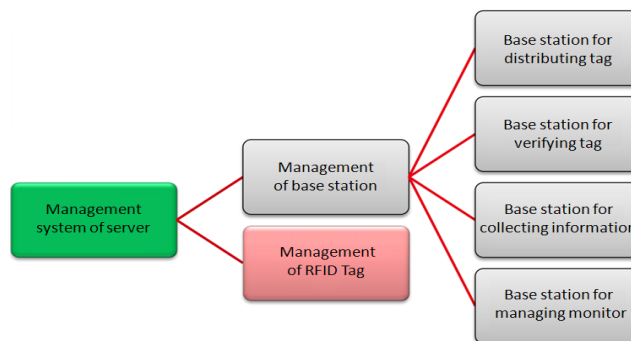 Management
system of server
Management
of base station
Management
of RFID Tag
Base station for
distributing tag
Base station for
verifying tag
Base station for
collecting information
Base station for
managing monitor